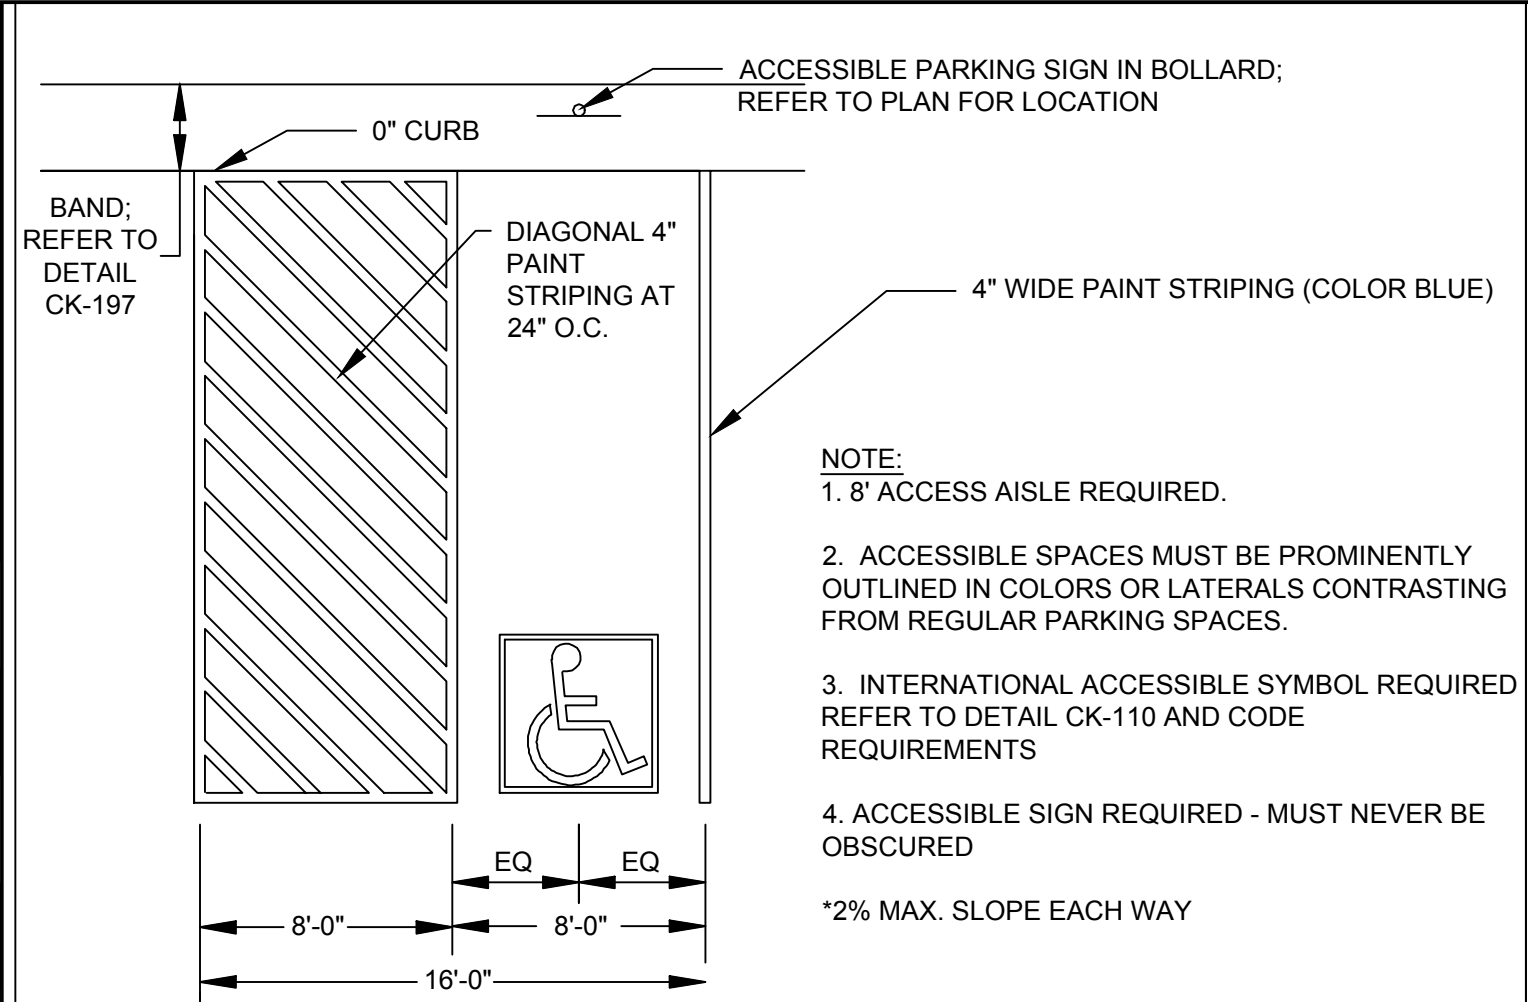 ACCESSIBLE PARKING SIGN IN BOLLARD;
REFER TO PLAN FOR LOCATION
0" CURB
BAND;
REFER TO
DETAIL
CK-197
DIAGONAL 4"
PAINT
STRIPING AT
24" O.C.
4" WIDE PAINT STRIPING (COLOR BLUE)
NOTE:
1. 8' ACCESS AISLE REQUIRED.
2. ACCESSIBLE SPACES MUST BE PROMINENTLY
OUTLINED IN COLORS OR LATERALS CONTRASTING
FROM REGULAR PARKING SPACES.
3. INTERNATIONAL ACCESSIBLE SYMBOL REQUIRED
REFER TO DETAIL CK-110 AND CODE
REQUIREMENTS
4. ACCESSIBLE SIGN REQUIRED - MUST NEVER BE
OBSCURED
*2% MAX. SLOPE EACH WAY
EQ EQ
8'-0" 8'-0"
16'-0"